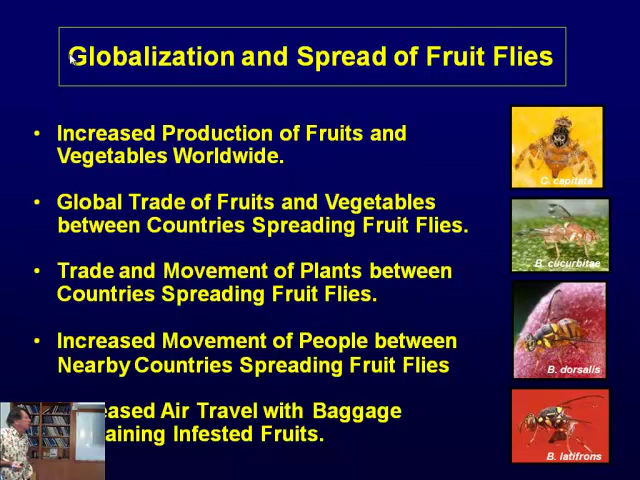 Globalization and Spread of Fruit Flies
• Increased Production of Fruits and
Vegetables Worldwide.
• Global Trade of Fruits and Vegetables
between Countries Spreading Fruit Flies.
• Trade and Movement of Plants between
Countries Spreading Fruit Flies.
• Increased Movement of People between
Nearby Countries Spreading Fruit Flies
eased Air Travel with Baggage
aining Infested Fruits.
C. capitata
B. cucurbitae
B. dorsalis
B. latifrons